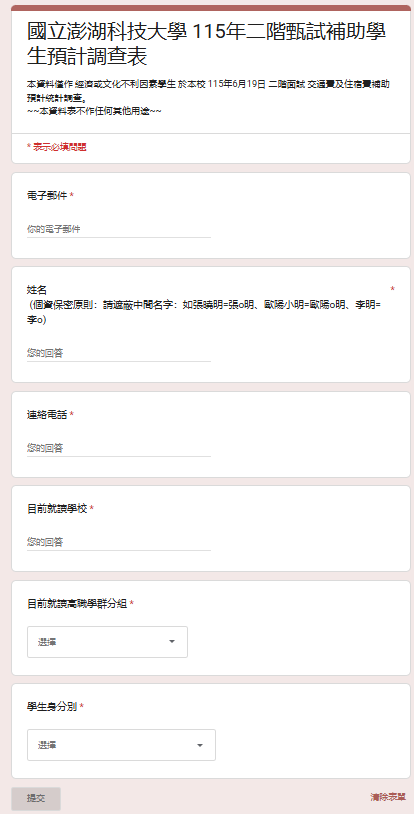 國立澎湖科技大學 115年二階甄試補助學
生預計調查表
本資料僅作 經濟或文化不利因素學生 於本校 115年6月19日 二階面試 交通費及住宿費補助
預計統計調查。
~~本資料表不作任何其他用途~~
* 表示必填問題
電子郵件 *
你的電子郵件
姓名 *
（個資保密原則：請遮蔽中間名字：如張曉明=張o明、歐陽小明=歐陽o明、李明=
李o）
您的回答
連絡電話 *
您的回答
目前就讀學校 *
您的回答
目前就讀高職學群分組 *
選擇
學生身分別 *
選擇
提交
清除表單